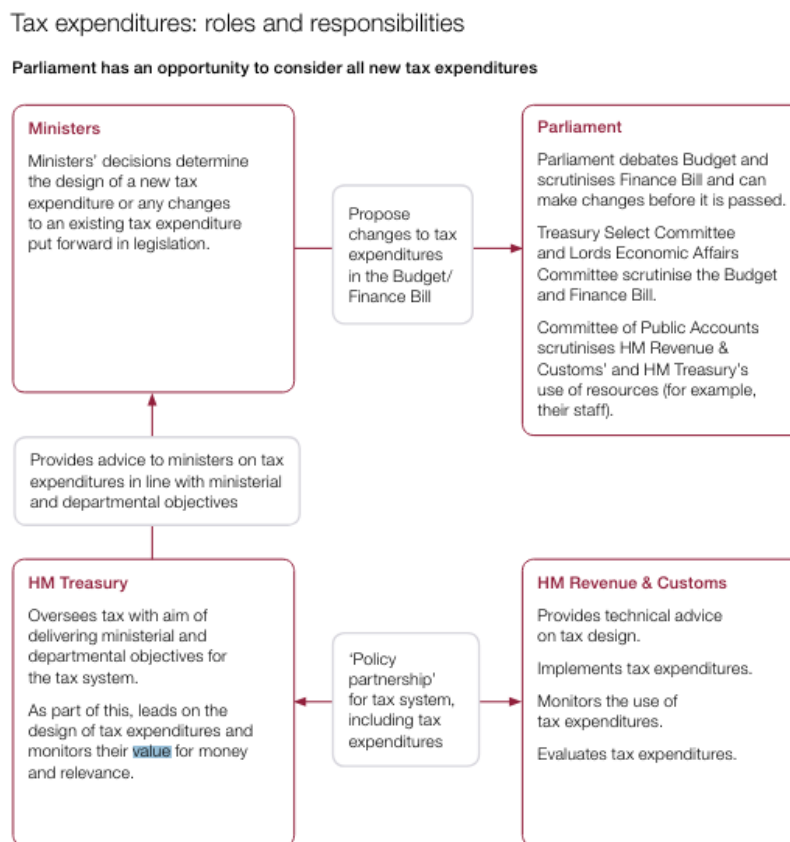 Tax expenditures: roles and responsibilities
Parliament has an opportunity to consider all new tax expenditures
Ministers
Ministers' decisions determine
the design of a new tax
expenditure or any changes
to an existing tax expenditure
put forward in legislation.
Propose
changes to tax
expenditures
in the Budget/
Finance Bill
Parliament
Parliament debates Budget and
scrutinises Finance Bill and can
make changes before it is passed.
Treasury Select Committee
and Lords Economic Affairs
Committee scrutinise the Budget
and Finance Bill.
Committee of Public Accounts
scrutinises HM Revenue &
Customs' and HM Treasury's
use of resources (for example,
their staff).
Provides advice to ministers on tax
expenditures in line with ministerial
and departmental objectives
HM Treasury
Oversees tax with aim of
delivering ministerial and
departmental objectives for
the tax system.
As part of this, leads on the
design of tax expenditures and
monitors their value for money
and relevance.
'Policy
partnership'
for tax system,
including tax
expenditures
HM Revenue & Customs
Provides technical advice
on tax design.
Implements tax expenditures.
Monitors the use of
tax expenditures.
Evaluates tax expenditures.